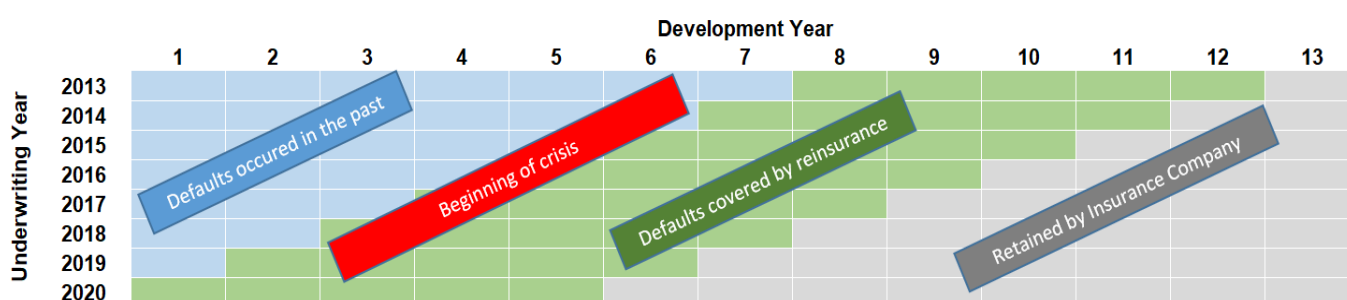 Development Year
1 2 3 4 5 6 7 8 9 10 11 12 13
Underwriting Year
2013
2014
2015
2016
2017
2018
2019
2020
Defaults occured in the past
Beginning of crisis
Defaults covered by reinsurance
Retained by Insurance Company